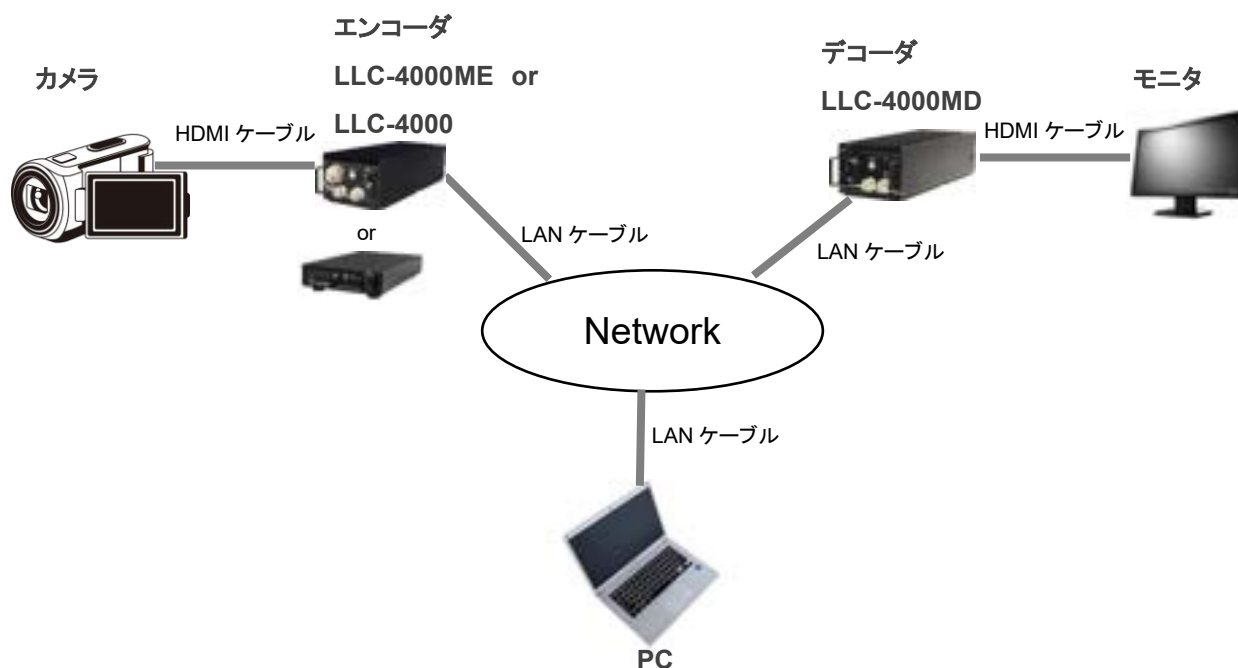 カメラ
エンコーダ
LLC-4000ME or
LLC-4000
デコーダ
LLC-4000MD
モニタ
HDMI ケーブル
HDMI ケーブル
or
LAN ケーブル
LAN ケーブル
Network
LAN ケーブル
PC